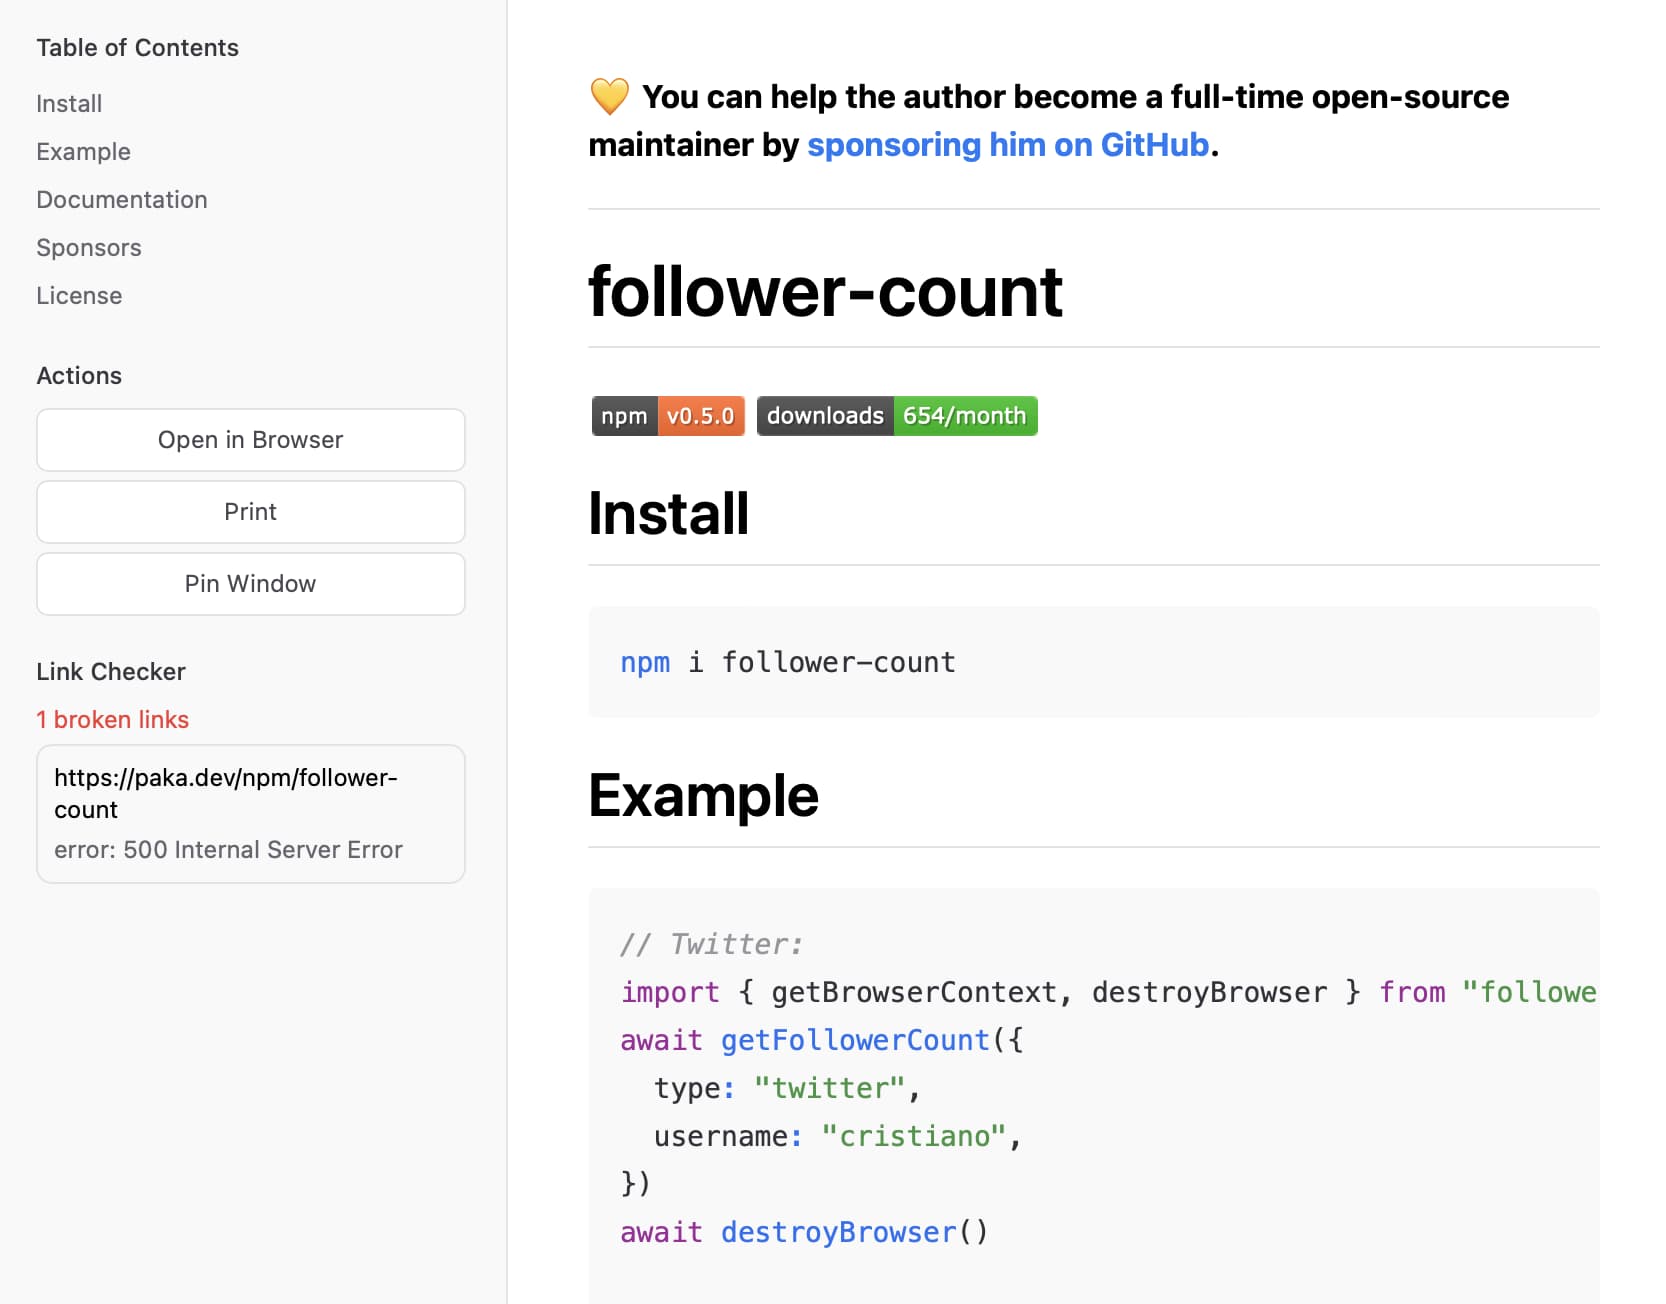 Table of Contents
Install
Example
Documentation
Sponsors
License
Actions
Open in Browser
Print
Pin Window
Link Checker
1 broken links
https://paka.dev/npm/follower-
count
error: 500 Internal Server Error
💛 You can help the author become a full-time open-source
maintainer by sponsoring him on GitHub.
follower-count
npm v0.5.0 downloads 654/month
Install
npm i follower-count
Example
// Twitter:
import { getBrowserContext, destroyBrowser } from "followe
await getFollowerCount({
  type: "twitter",
  username: "cristiano",
})
await destroyBrowser()